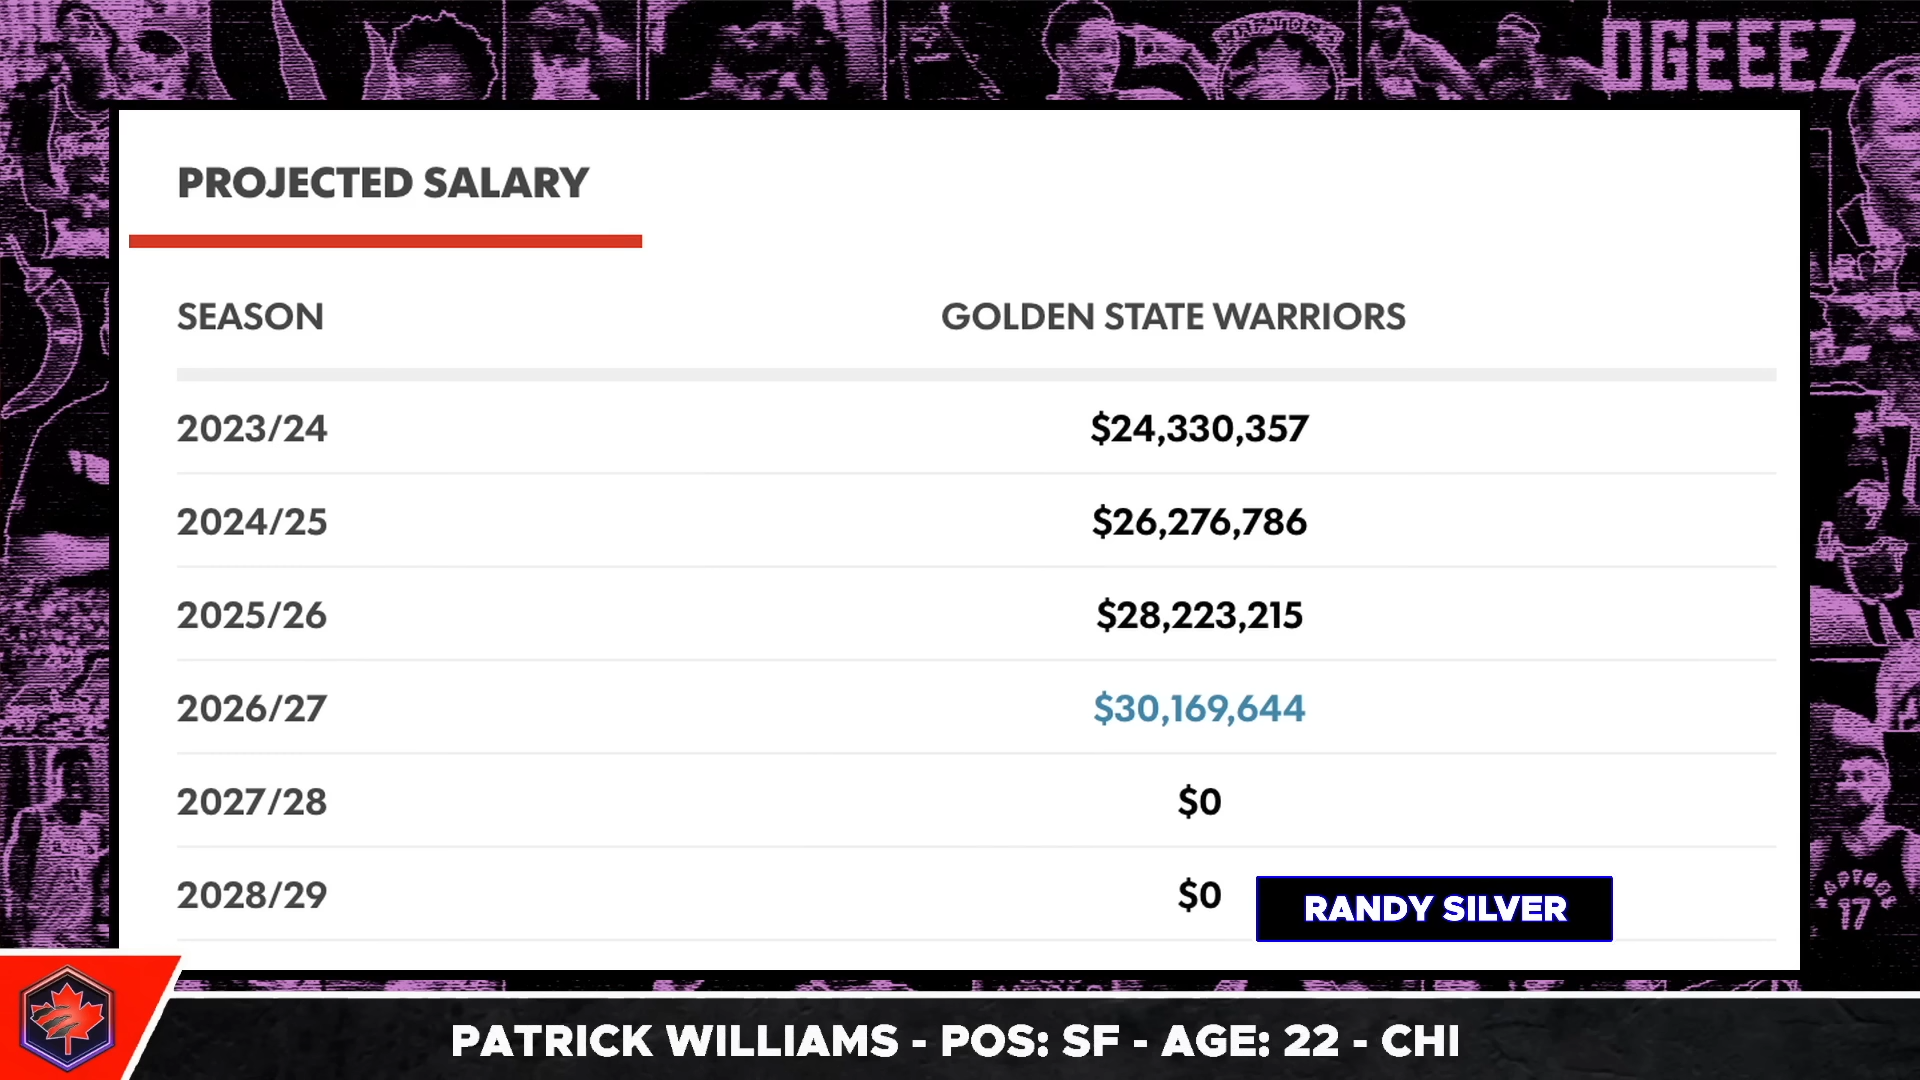 OGEEEZ
PROJECTED SALARY
SEASON GOLDEN STATE WARRIORS
2023/24 $24,330,357
2024/25 $26,276,786
2025/26 $28,223,215
2026/27 $30,169,644
2027/28 $0
2028/29 $0
RANDY SILVER
17
PATRICK WILLIAMS - POS: SF - AGE: 22 - CHI